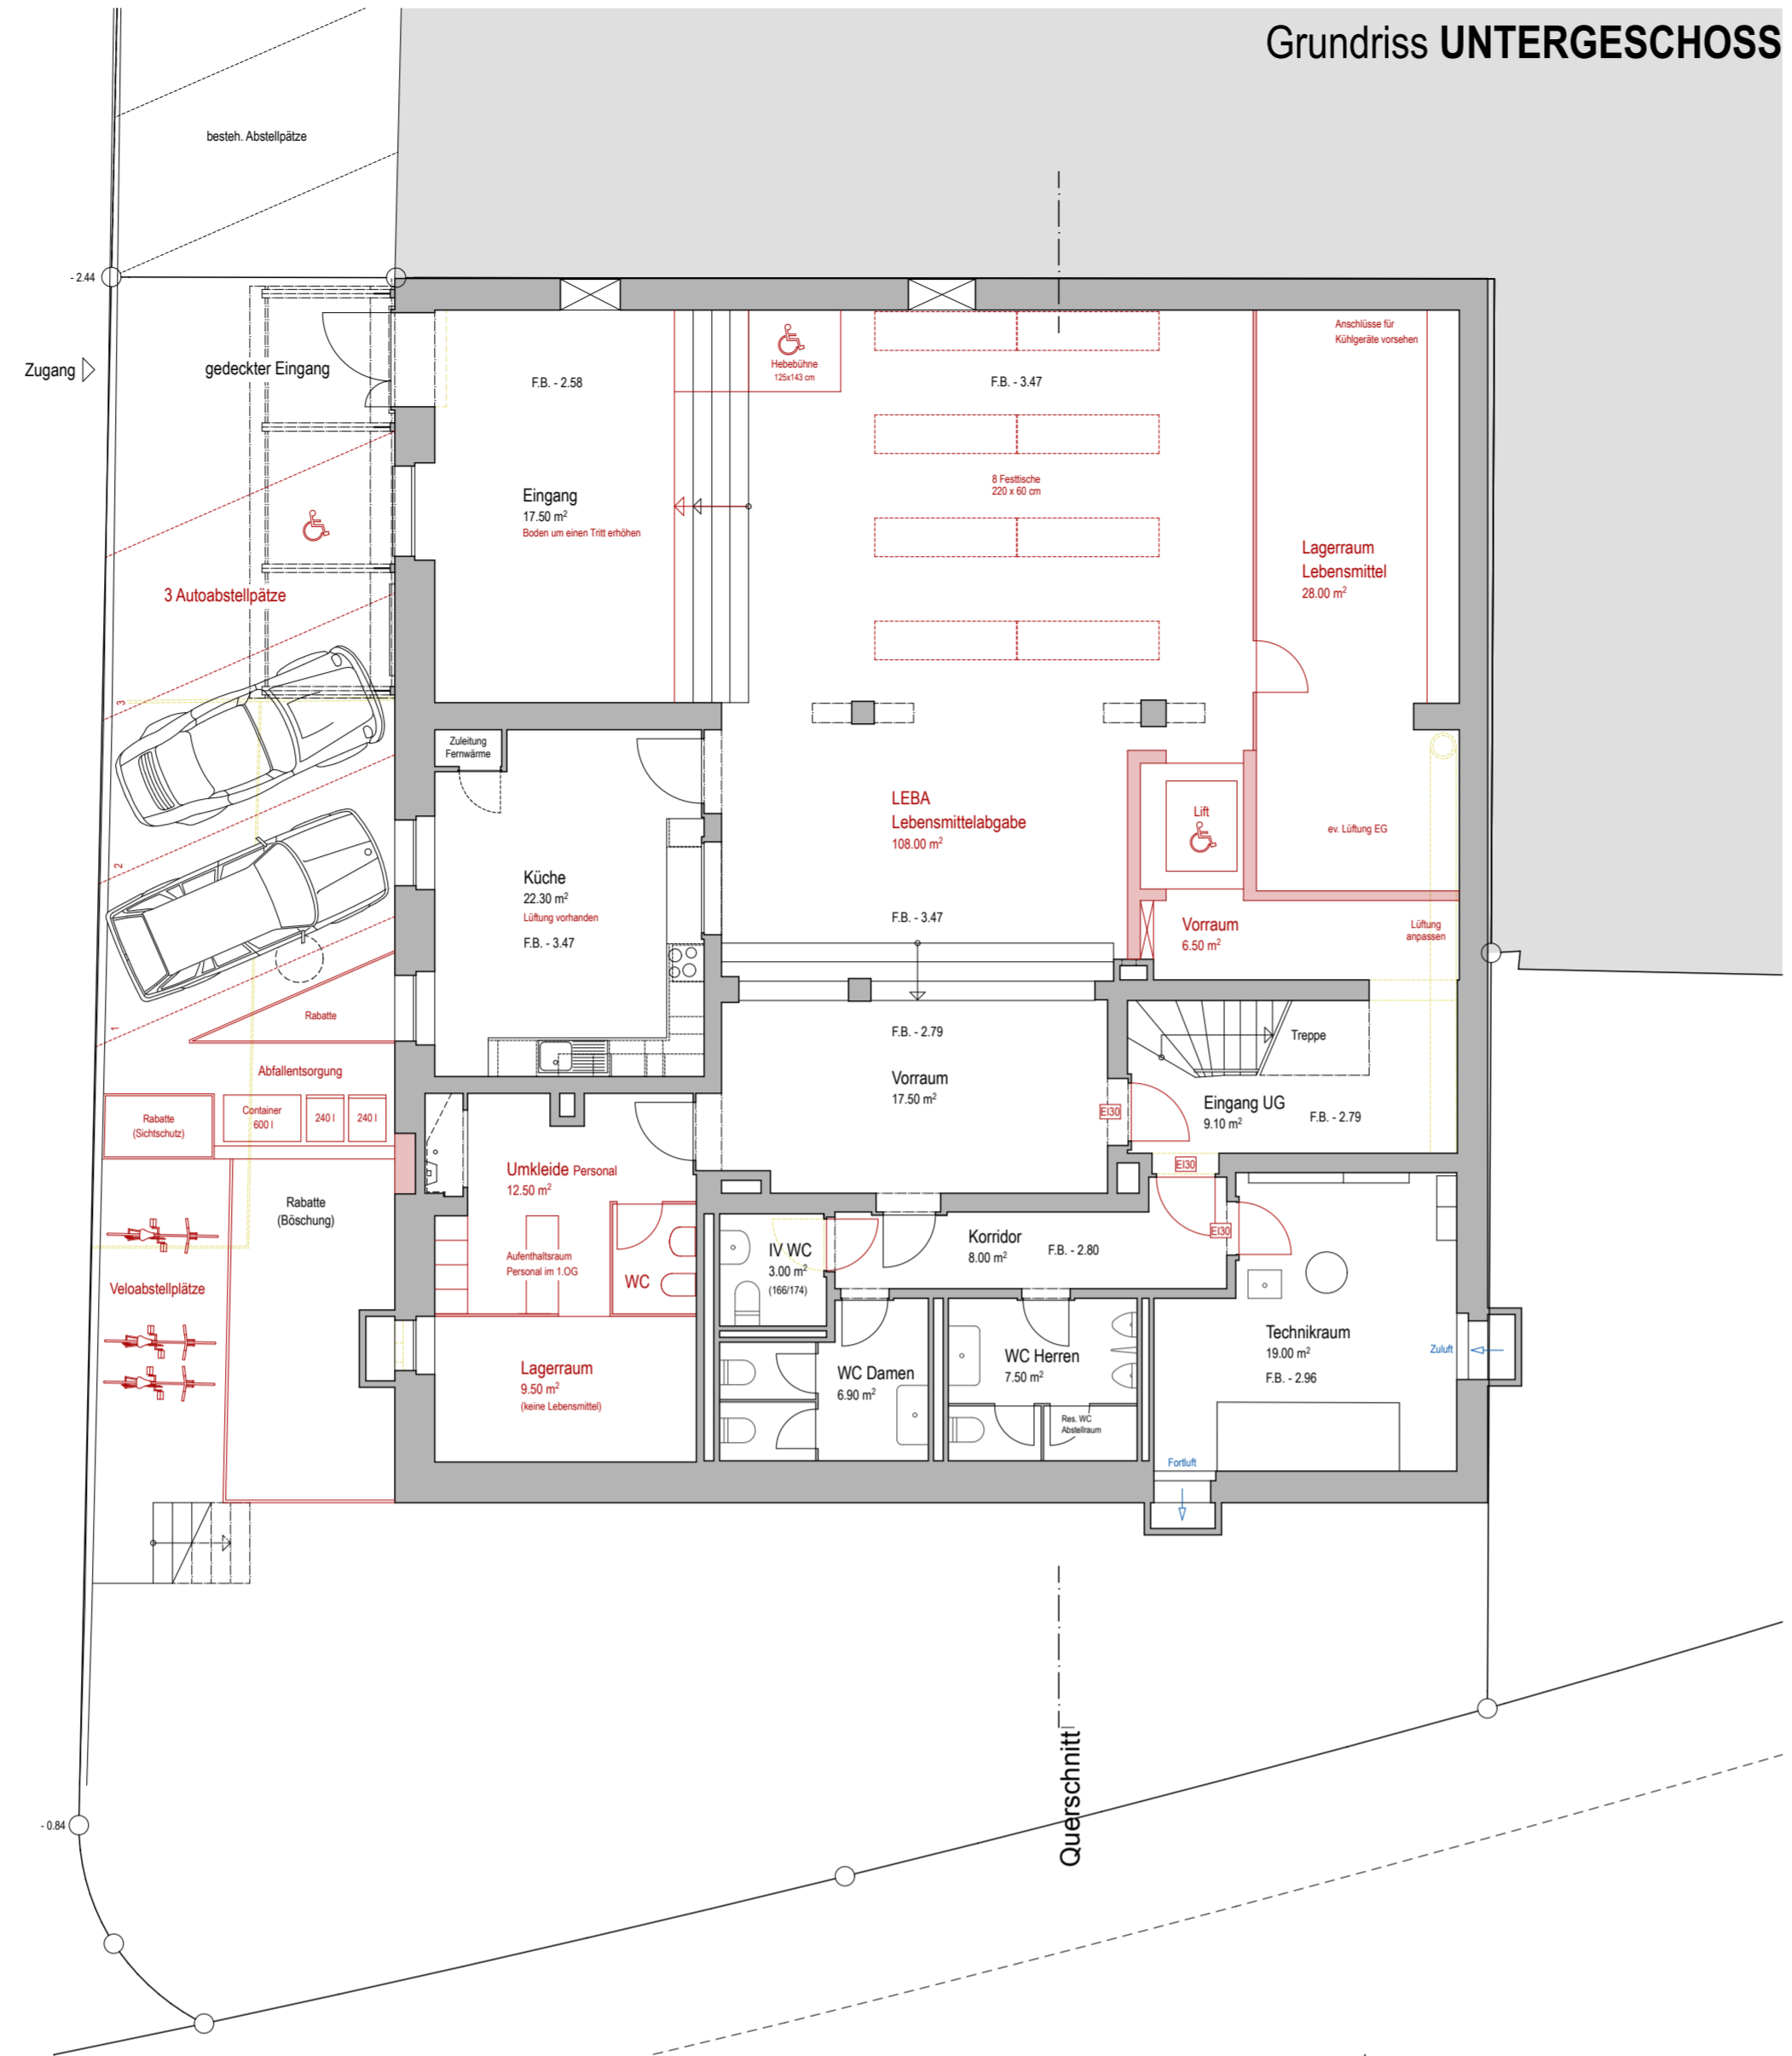 Grundriss UNTERGESCHOSS
besteh. Abstellpätze
- 2.44
Zugang
gedeckter Eingang
F.B. - 2.58
Hebebühne
125x143 cm
F.B. - 3.47
Anschlüsse für
Kühlgeräte vorsehen
Eingang
17.50 m²
Boden um einen Tritt erhöhen
8 Festtische
220 x 60 cm
Lagerraum
Lebensmittel
28.00 m²
3 Autoabstellpätze
3
2
1
Zuleitung
Fernwärme
LEBA
Lebensmittelabgabe
108.00 m²
Lift
ev. Lüftung EG
Küche
22.30 m²
Lüftung vorhanden
F.B. - 3.47
F.B. - 3.47
Vorraum
6.50 m²
Lüftung
anpassen
Rabatte
F.B. - 2.79
Treppe
Abfallentsorgung
Vorraum
17.50 m²
Rabatte
(Sichtschutz)
Container
600 l
240 l
240 l
EI30
Eingang UG
9.10 m²
F.B. - 2.79
Umkleide Personal
12.50 m²
EI30
Rabatte
(Böschung)
EI30
Aufenthaltsraum
Personal im 1.OG
WC
IV WC
3.00 m²
(166/174)
Korridor
8.00 m²
F.B. - 2.80
Veloabstellplätze
Lagerraum
9.50 m²
(keine Lebensmittel)
WC Damen
6.90 m²
WC Herren
7.50 m²
Res. WC
Abstellraum
Technikraum
19.00 m²
F.B. - 2.96
Zuluft
Fortluft
Querschnitt
- 0.84